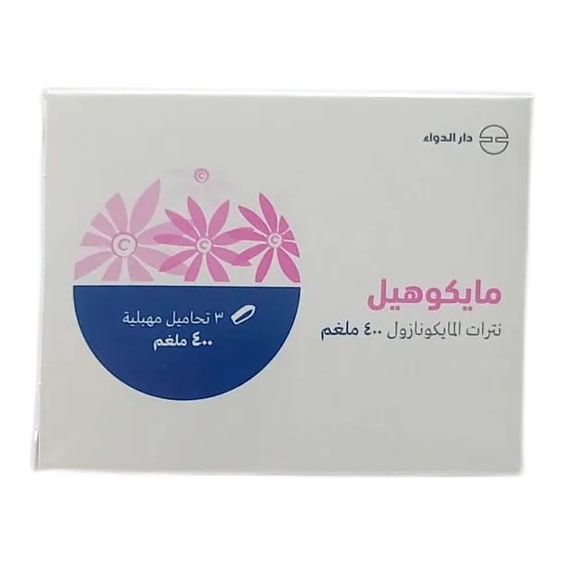 دار الدواء
مايكوهيل
نترات المايكونازول ٤٠٠ ملغم
٣ تحاميل مهبلية
٤٠٠ ملغم